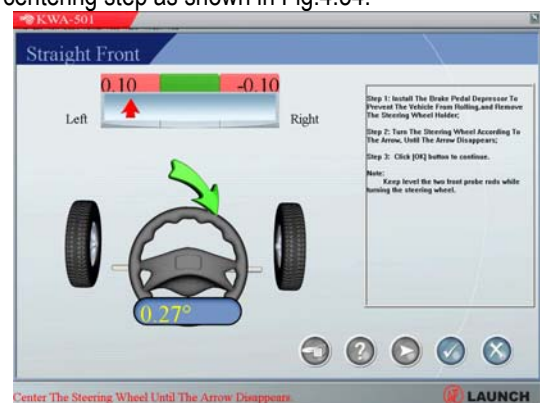 centering step as shown in Fig.4.34.
KWA-501
Straight Front
0.10
-0.10
Left
Right
Step 1: Install The Brake Pedal Depressor To
Prevent The Vehicle From Rolling,and Remove
The Steering Wheel Holder;
Step 2: Turn The Steering Wheel According To
The Arrow, Until The Arrow Disappears;
Step 3: Click [OK] button to continue.
Note:
Keep level the two front probe rods while
turning the steering wheel.
0.27°
?
Center The Steering Wheel Until The Arrow Disappears.
LAUNCH